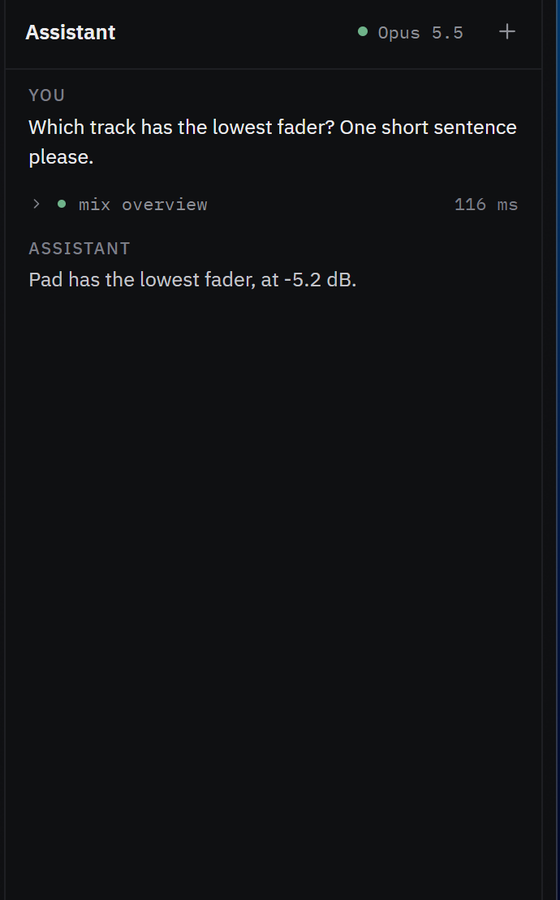 Assistant
Opus 5.5 +
YOU
Which track has the lowest fader? One short sentence
please.
mix overview 116 ms
ASSISTANT
Pad has the lowest fader, at -5.2 dB.